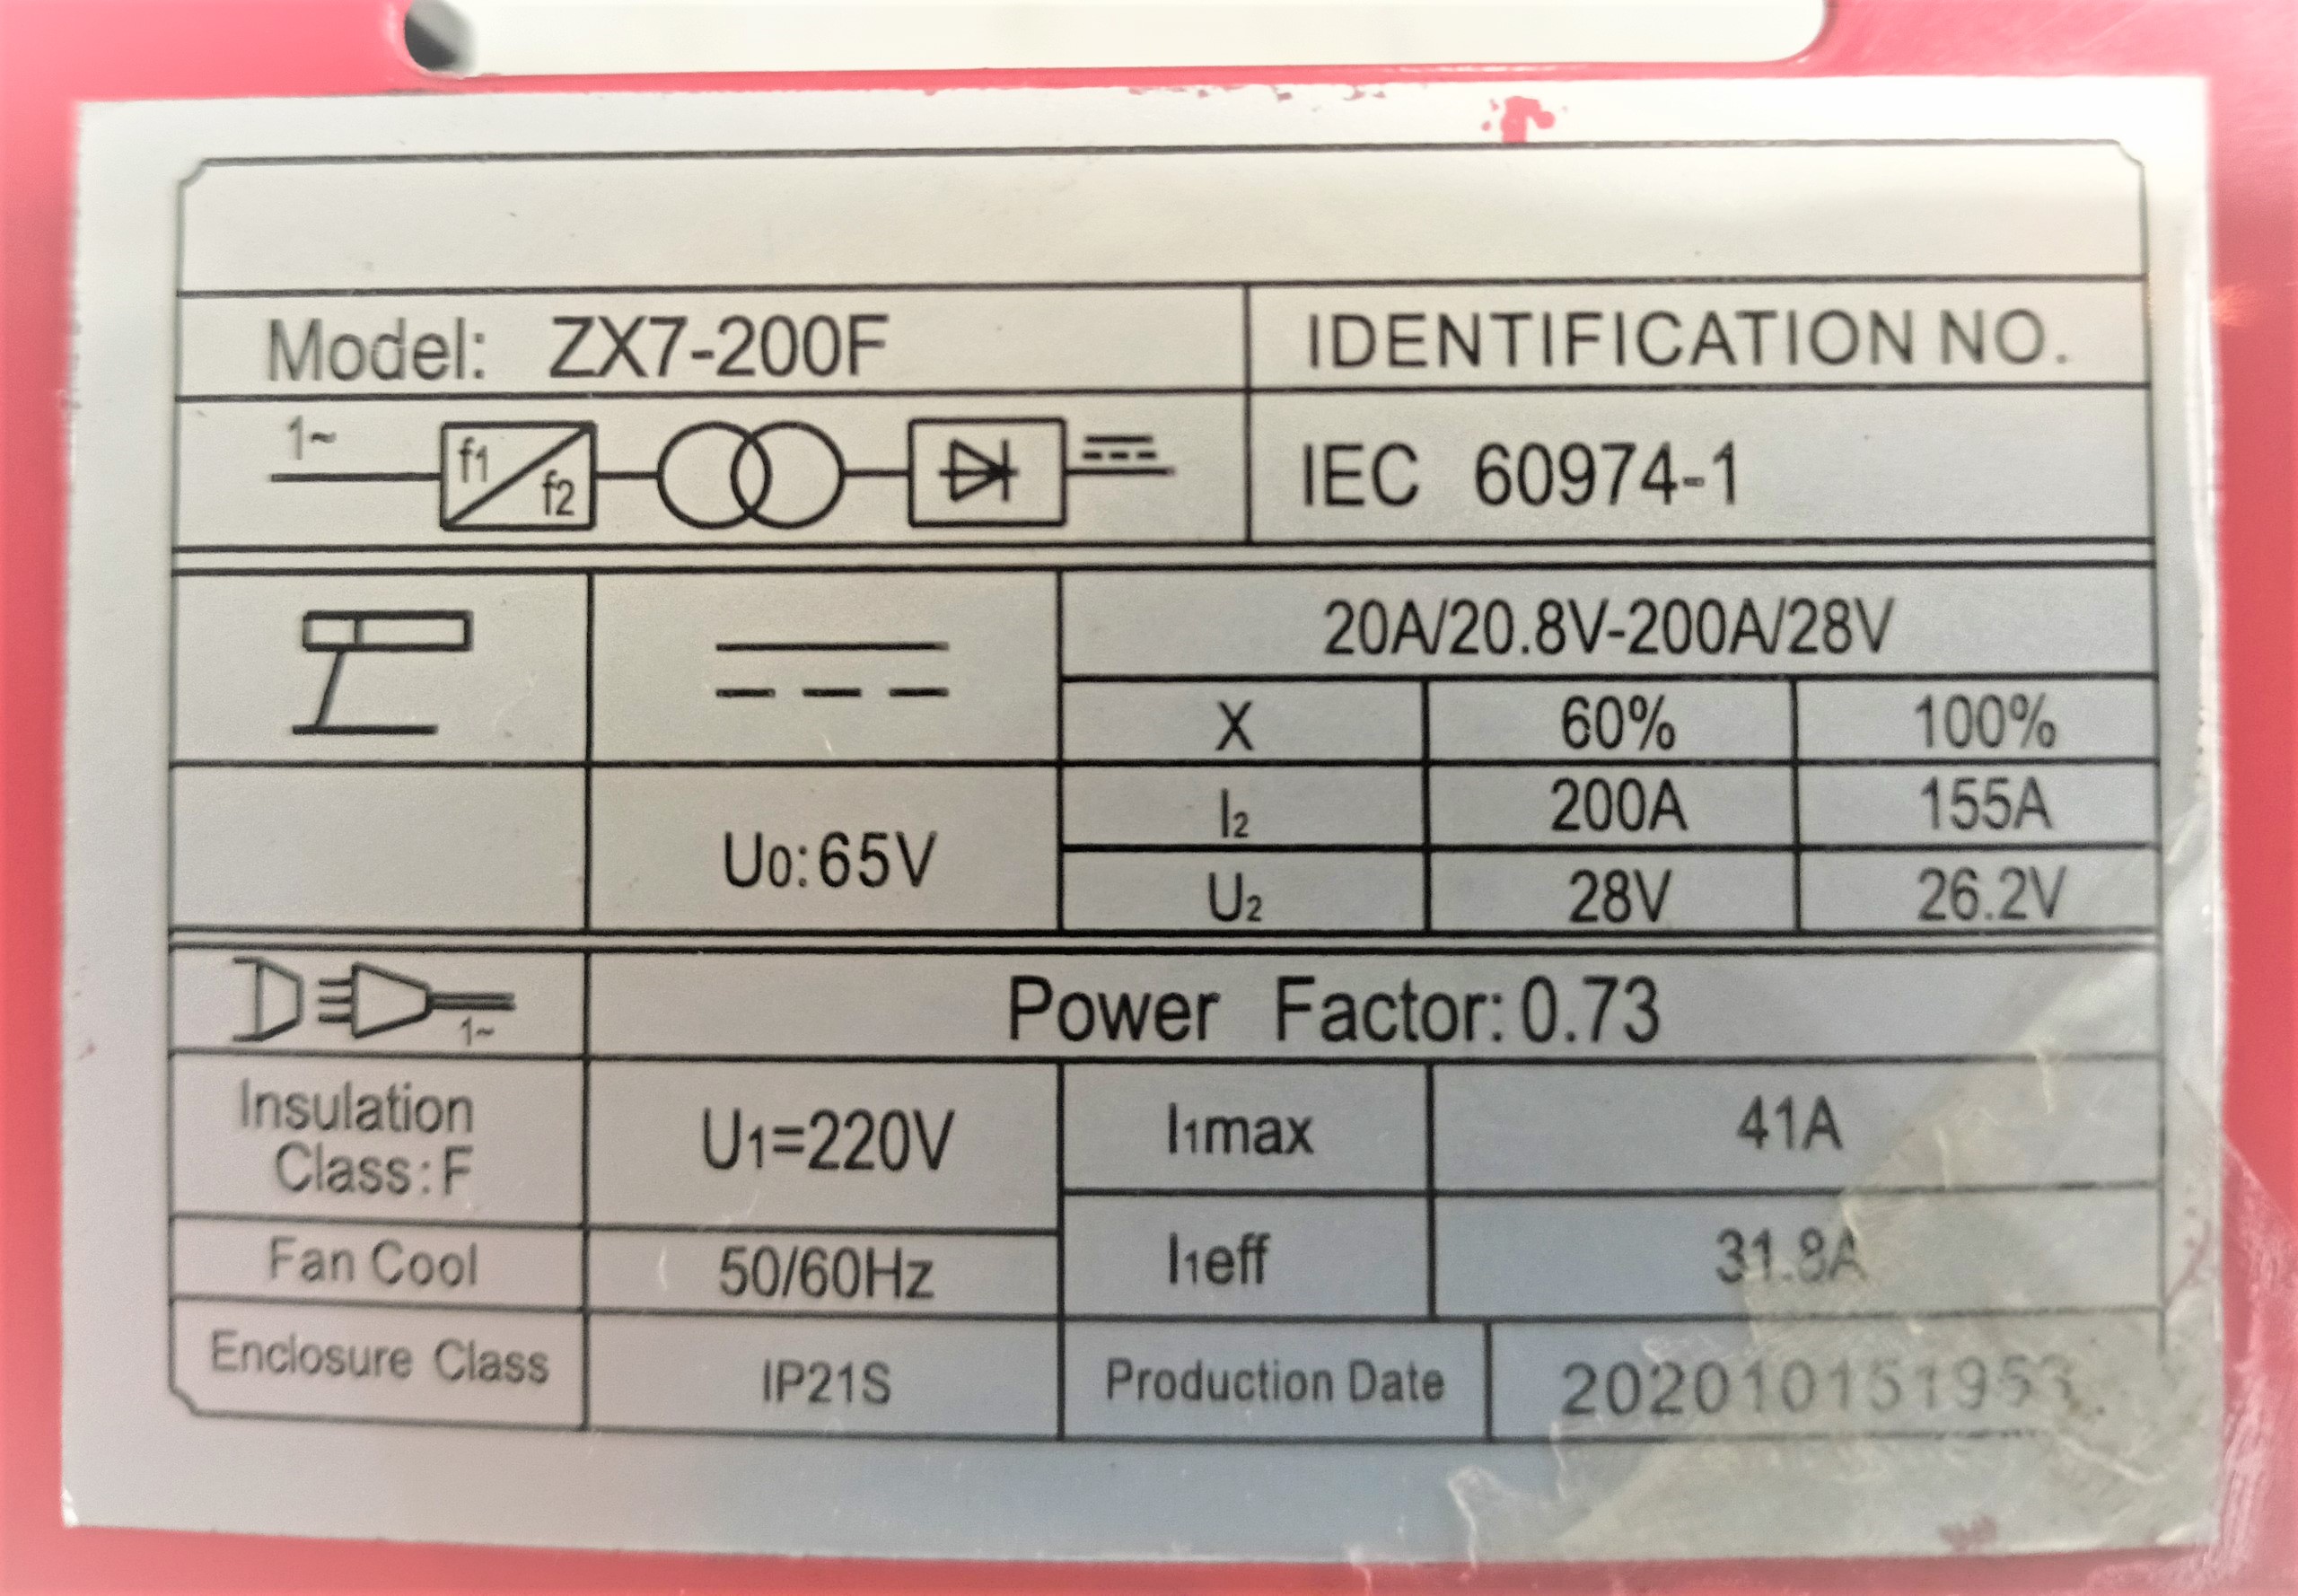 Model: ZX7-200F
IDENTIFICATION NO.
1~
f1
f2
IEC 60974-1
20A/20.8V-200A/28V
X 60% 100%
U0:65V
I2 200A 155A
U2 28V 26.2V
1~
Power Factor: 0.73
Insulation
Class: F
U1=220V
I1max 41A
Fan Cool
50/60Hz
I1eff 31.8A
Enclosure Class
IP21S
Production Date 202010151953